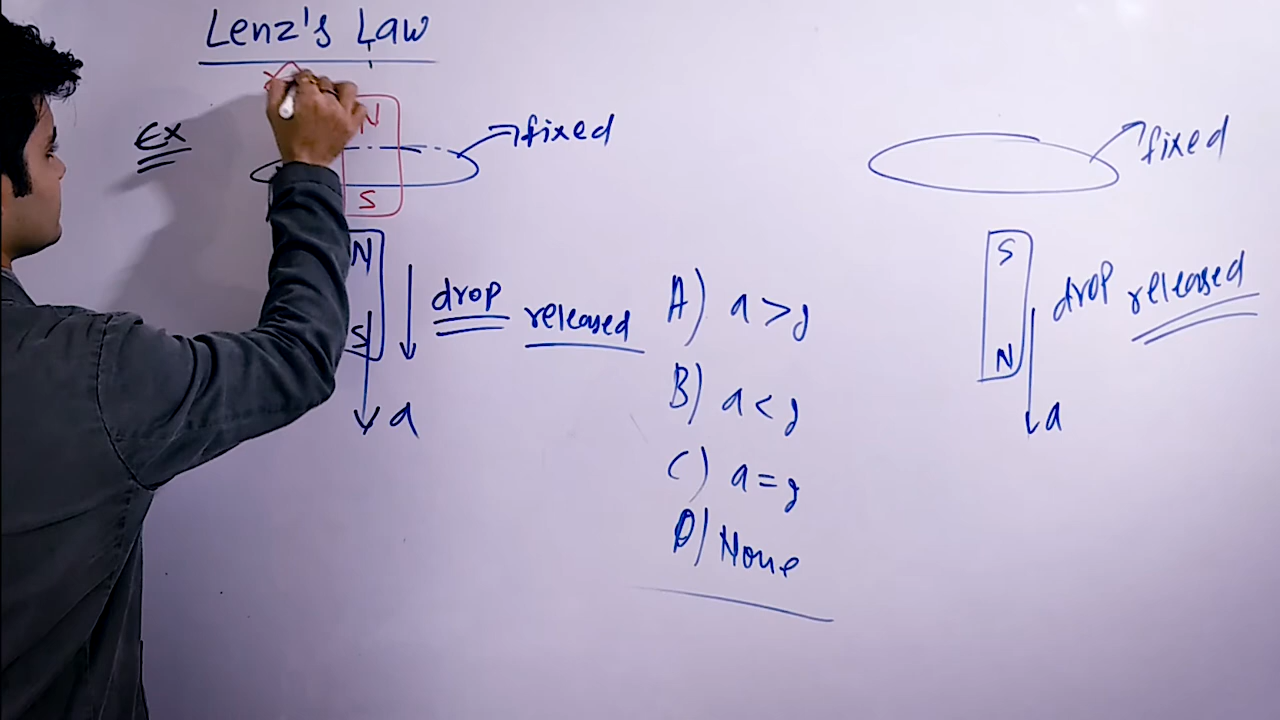 Lenz's Law
Ex
N
S
fixed
N
S
drop released
a
A) a > g
B) a < g
C) a = g
D) None
fixed
S
N
drop released
a